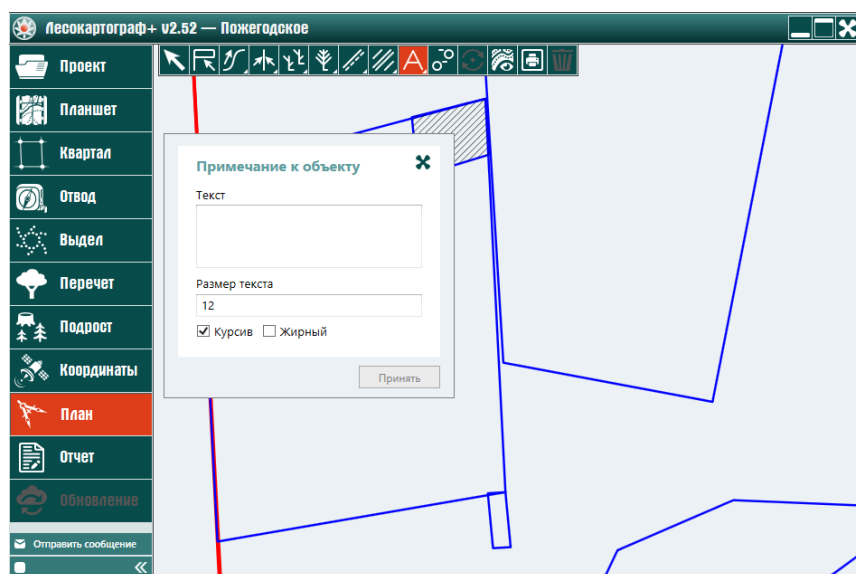 Лесокартограф+ v2.52 — Пожегодское
Проект
Планшет
Квартал
Отвод
Выдел
Перечет
Подрост
Координаты
План
Отчет
Обновление
Отправить сообщение
Примечание к объекту
Текст
Размер текста
12
Курсив Жирный
Принять